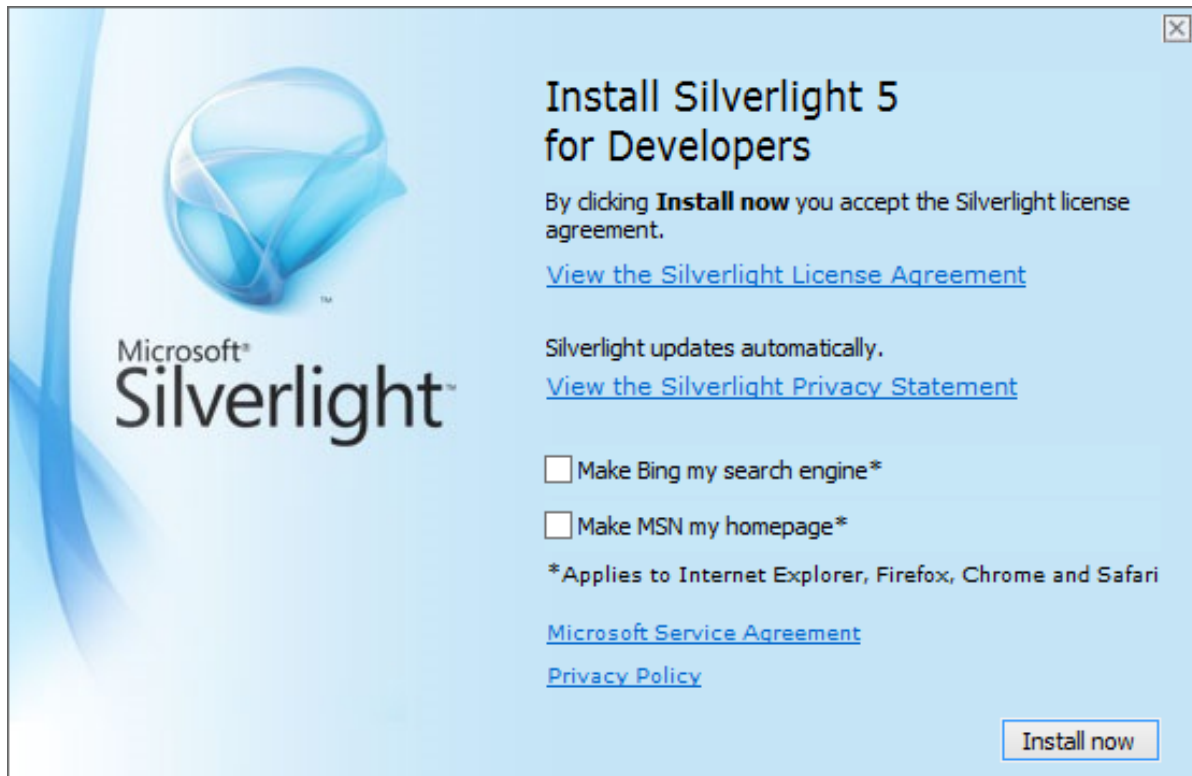 Install Silverlight 5
for Developers
By clicking Install now you accept the Silverlight license
agreement.
View the Silverlight License Agreement
Silverlight updates automatically.
View the Silverlight Privacy Statement
Make Bing my search engine*
Make MSN my homepage*
*Applies to Internet Explorer, Firefox, Chrome and Safari
Microsoft Service Agreement
Privacy Policy
Install now
TM
Microsoft®
Silverlight™